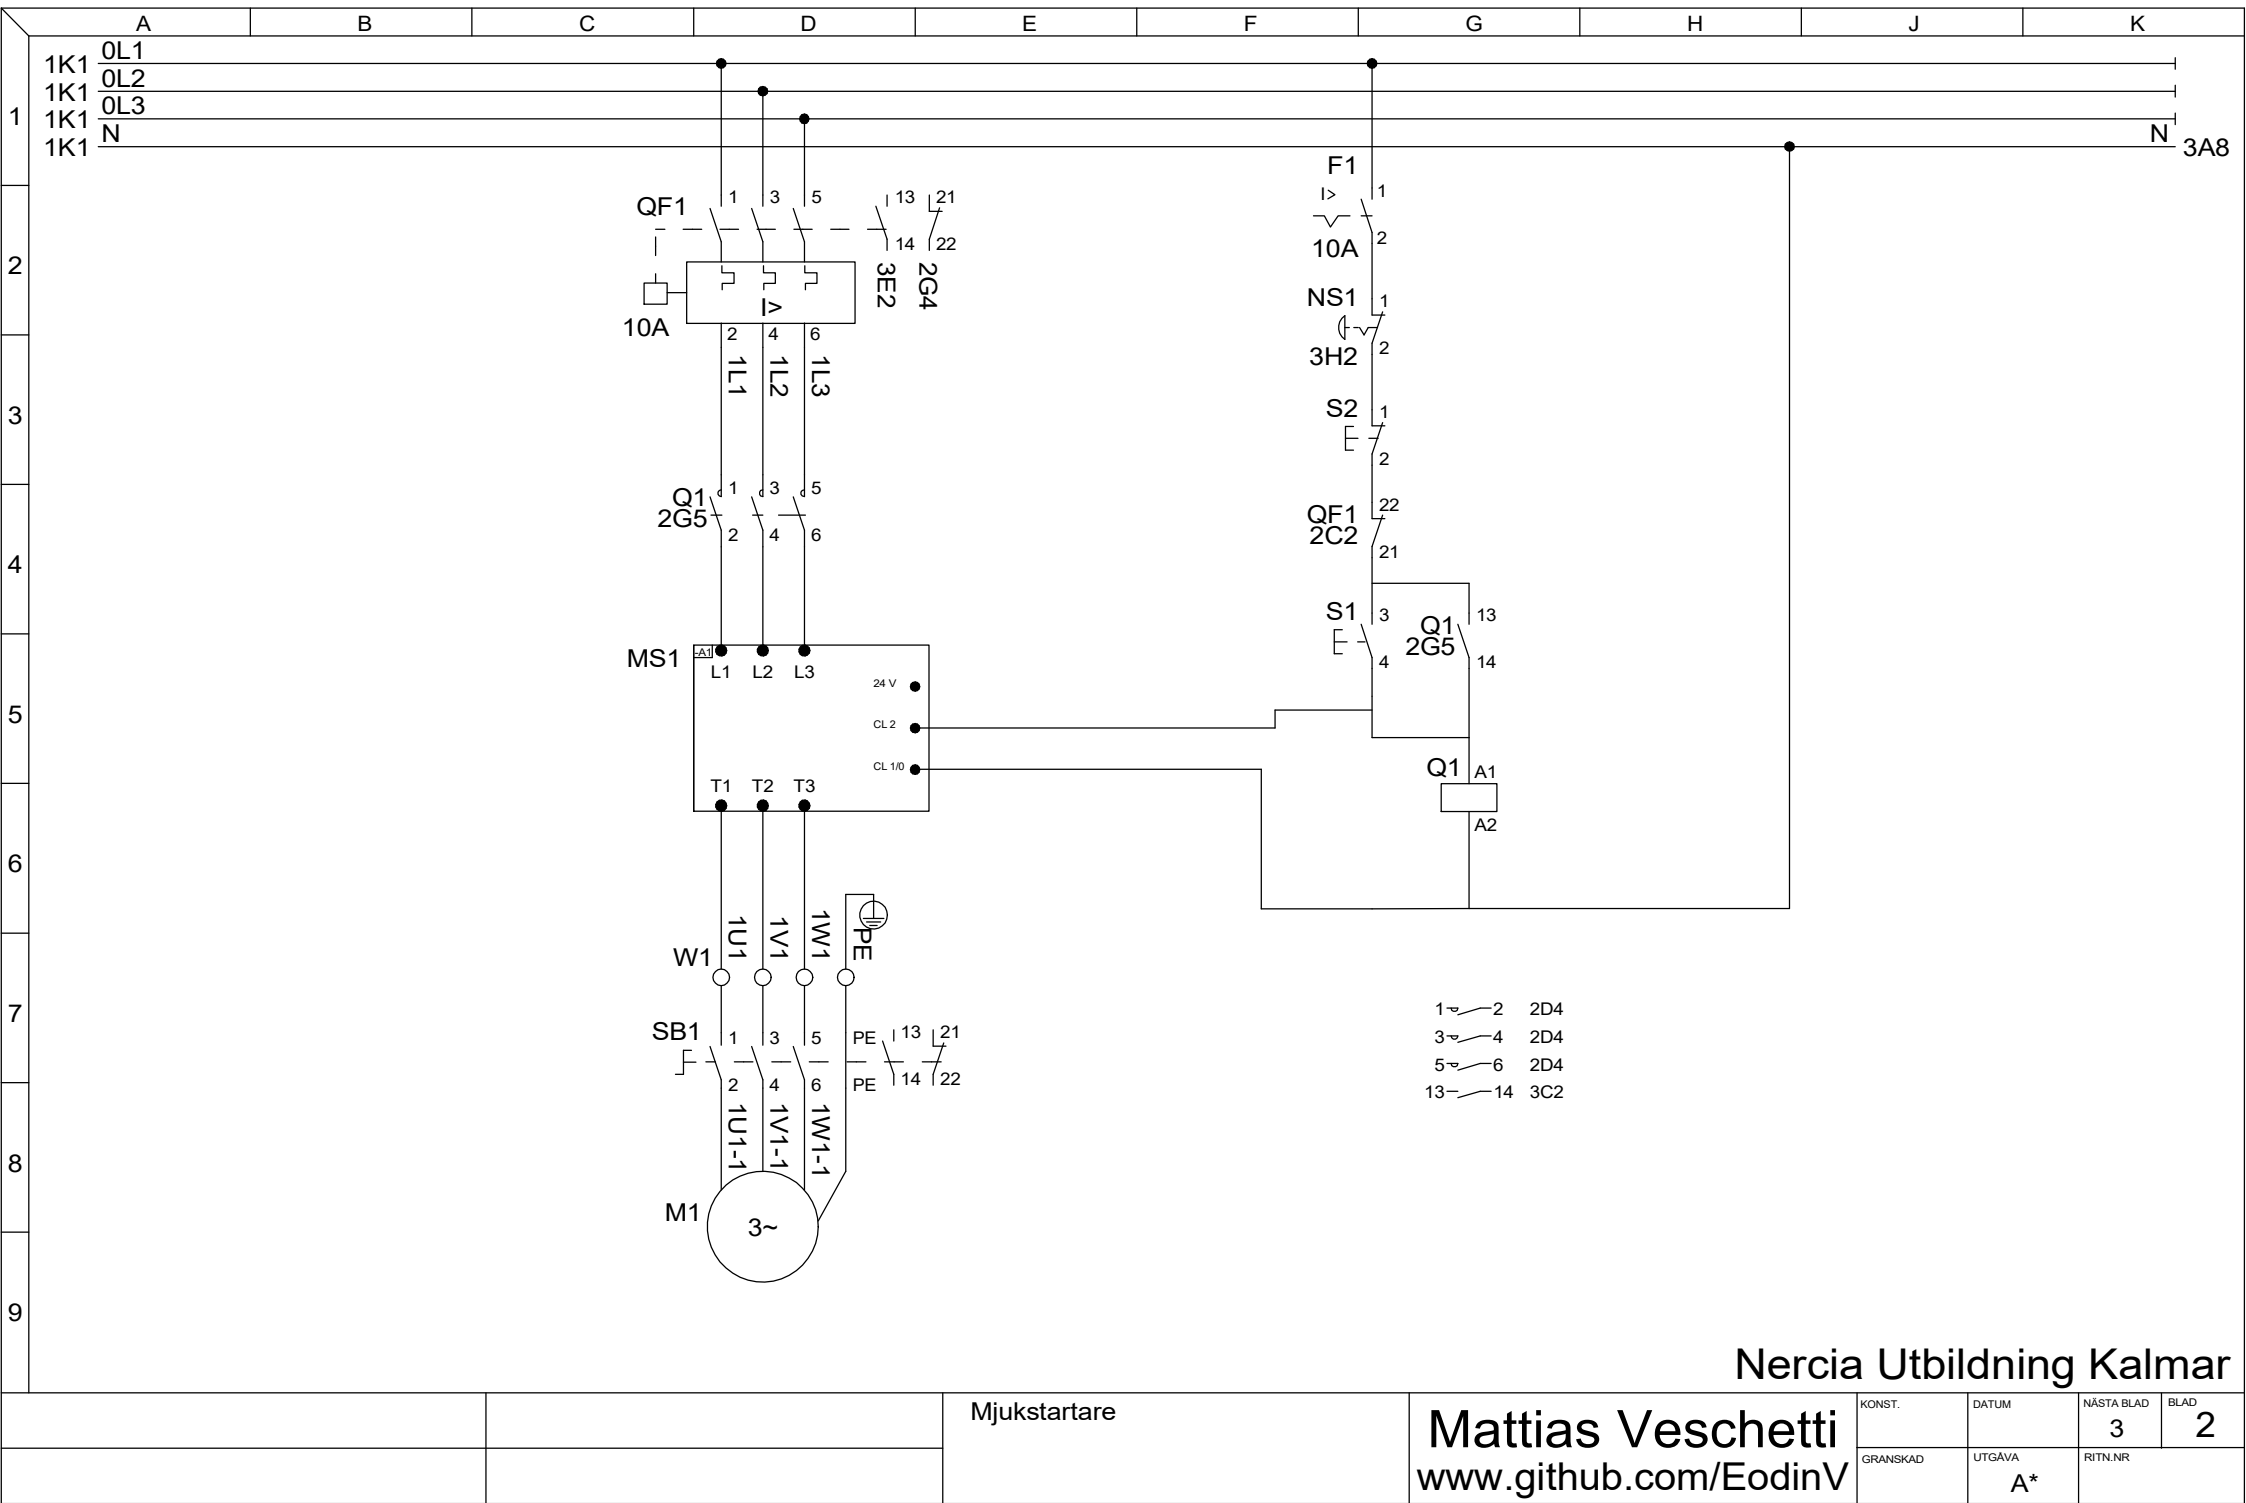 A B C D E F G H J K
1K1 0L1
1K1 0L2
1K1 0L3
1K1 N N 3A8
1
2
3
4
5
6
7
8
9
QF1 1 3 5 13 21
14 22
3E2 2G4
I>
10A
2 4 6
1L1 1L2 1L3
Q1 1 3 5
2G5
2 4 6
MS1 -A1
L1 L2 L3
24 V
CL 2
CL 1/0
T1 T2 T3
1U1 1V1 1W1 PE
W1
SB1 1 3 5 PE 13 21
2 4 6 PE 14 22
1U1-1 1V1-1 1W1-1
M1
3~
F1
I> 1
10A 2
NS1 1
3H2 2
S2 1
2
QF1 22
2C2
21
S1 3
4
Q1 13
2G5
14
Q1 A1
A2
1 2 2D4
3 4 2D4
5 6 2D4
13 14 3C2
Nercia Utbildning Kalmar
Mjukstartare
Mattias Veschetti
www.github.com/EodinV
KONST. DATUM NÄSTA BLAD BLAD
3 2
GRANSKAD UTGÅVA RITN.NR
A*